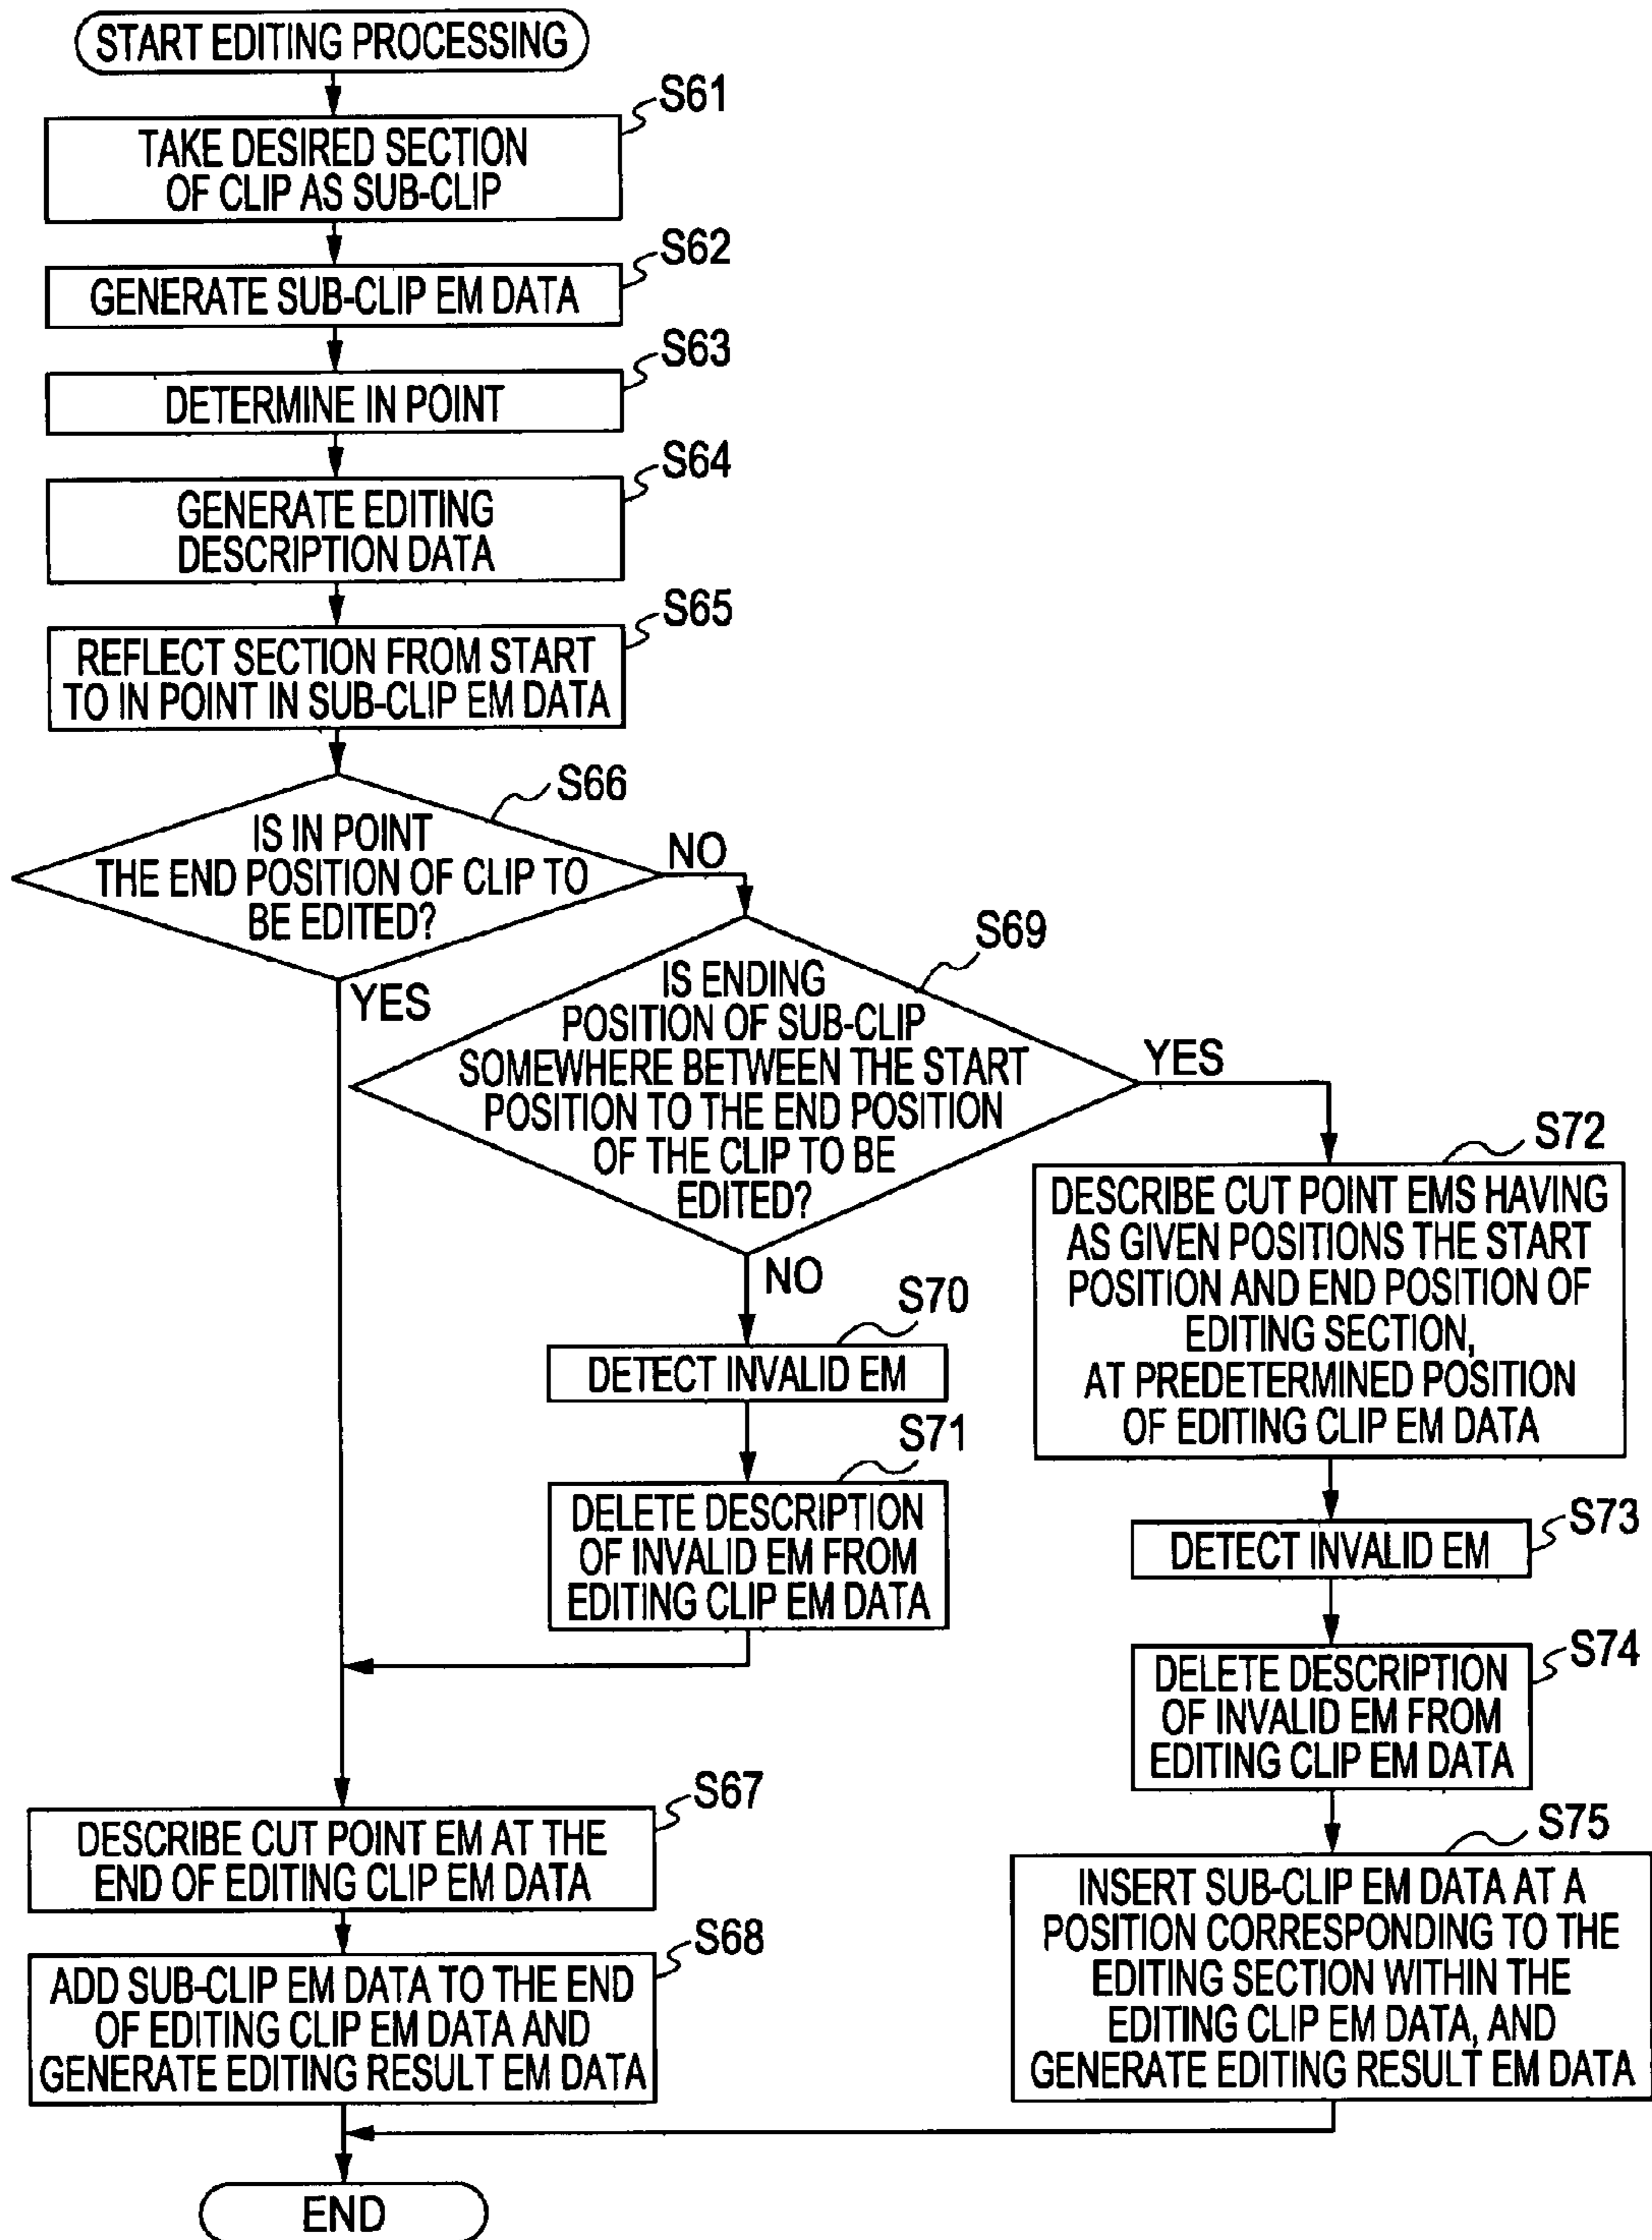 START EDITING PROCESSING
S61
TAKE DESIRED SECTION
OF CLIP AS SUB-CLIP
S62
GENERATE SUB-CLIP EM DATA
S63
DETERMINE IN POINT
S64
GENERATE EDITING
DESCRIPTION DATA
S65
REFLECT SECTION FROM START
TO IN POINT IN SUB-CLIP EM DATA
S66
IS IN POINT
THE END POSITION OF CLIP TO
BE EDITED?
NO
YES
S69
IS ENDING
POSITION OF SUB-CLIP
SOMEWHERE BETWEEN THE START
POSITION TO THE END POSITION
OF THE CLIP TO BE
EDITED?
YES
NO
S70
DETECT INVALID EM
S71
DELETE DESCRIPTION
OF INVALID EM FROM
EDITING CLIP EM DATA
S72
DESCRIBE CUT POINT EMS HAVING
AS GIVEN POSITIONS THE START
POSITION AND END POSITION OF
EDITING SECTION,
AT PREDETERMINED POSITION
OF EDITING CLIP EM DATA
S73
DETECT INVALID EM
S74
DELETE DESCRIPTION
OF INVALID EM FROM
EDITING CLIP EM DATA
S67
DESCRIBE CUT POINT EM AT THE
END OF EDITING CLIP EM DATA
S68
ADD SUB-CLIP EM DATA TO THE END
OF EDITING CLIP EM DATA AND
GENERATE EDITING RESULT EM DATA
S75
INSERT SUB-CLIP EM DATA AT A
POSITION CORRESPONDING TO THE
EDITING SECTION WITHIN THE
EDITING CLIP EM DATA, AND
GENERATE EDITING RESULT EM DATA
END